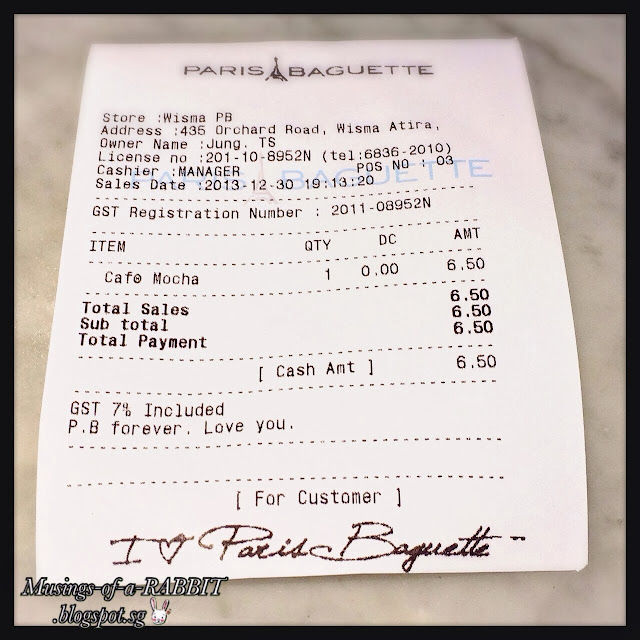 PARIS BAGUETTE
Store :Wisma PB
Address :435 Orchard Road, Wisma Atira,
Owner Name :Jung. TS
License no :201-10-8952N (tel:6836-2010)
Cashier :MANAGER POS NO : 03
PARIS BAGUETTE
Sales Date :2013-12-30 19:13:20
GST Registration Number : 2011-08952N
ITEM QTY DC AMT
Café Mocha 1 0.00 6.50
Total Sales 6.50
Sub total 6.50
Total Payment 6.50
[ Cash Amt ] 6.50
GST 7% Included
P.B forever. Love you.
[ For Customer ]
I ♡ Paris Baguette
Musings-of-a-RABBIT
.blogspot.sg